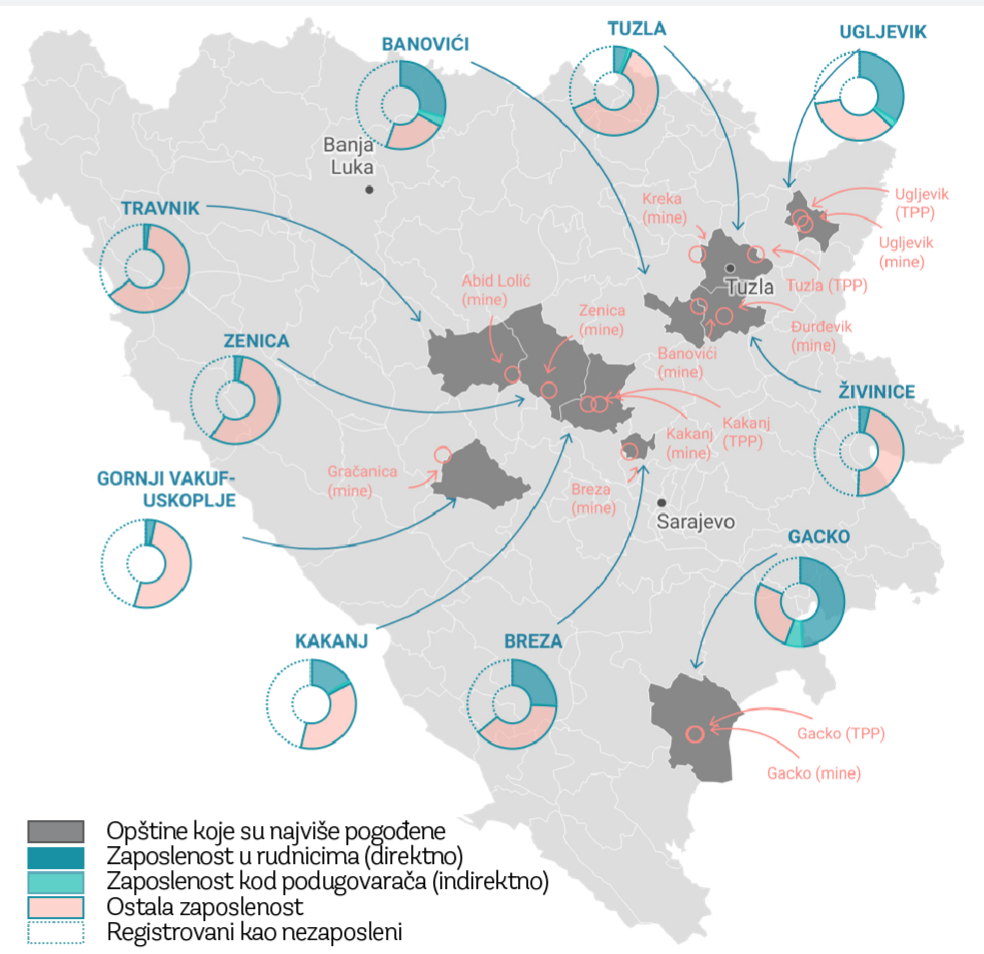 BANOVIĆI
TUZLA
UGLJEVIK
Banja
Luka
TRAVNIK
Kreka
(mine)
Ugljevik
(TPP)
Ugljevik
(mine)
Tuzla
Tuzla (TPP)
Abid Lolić
(mine)
Zenica
(mine)
Đurđevik
(mine)
Banovići
(mine)
ZENICA
ŽIVINICE
Kakanj
(mine)
Kakanj
(TPP)
Gračanica
(mine)
GORNJI VAKUF-
USKOPLJE
Breza
(mine)
Sarajevo
GACKO
KAKANJ
BREZA
Gacko (TPP)
Gacko (mine)
Opštine koje su najviše pogođene
Zaposlenost u rudnicima (direktno)
Zaposlenost kod podugovarača (indirektno)
Ostala zaposlenost
Registrovani kao nezaposleni